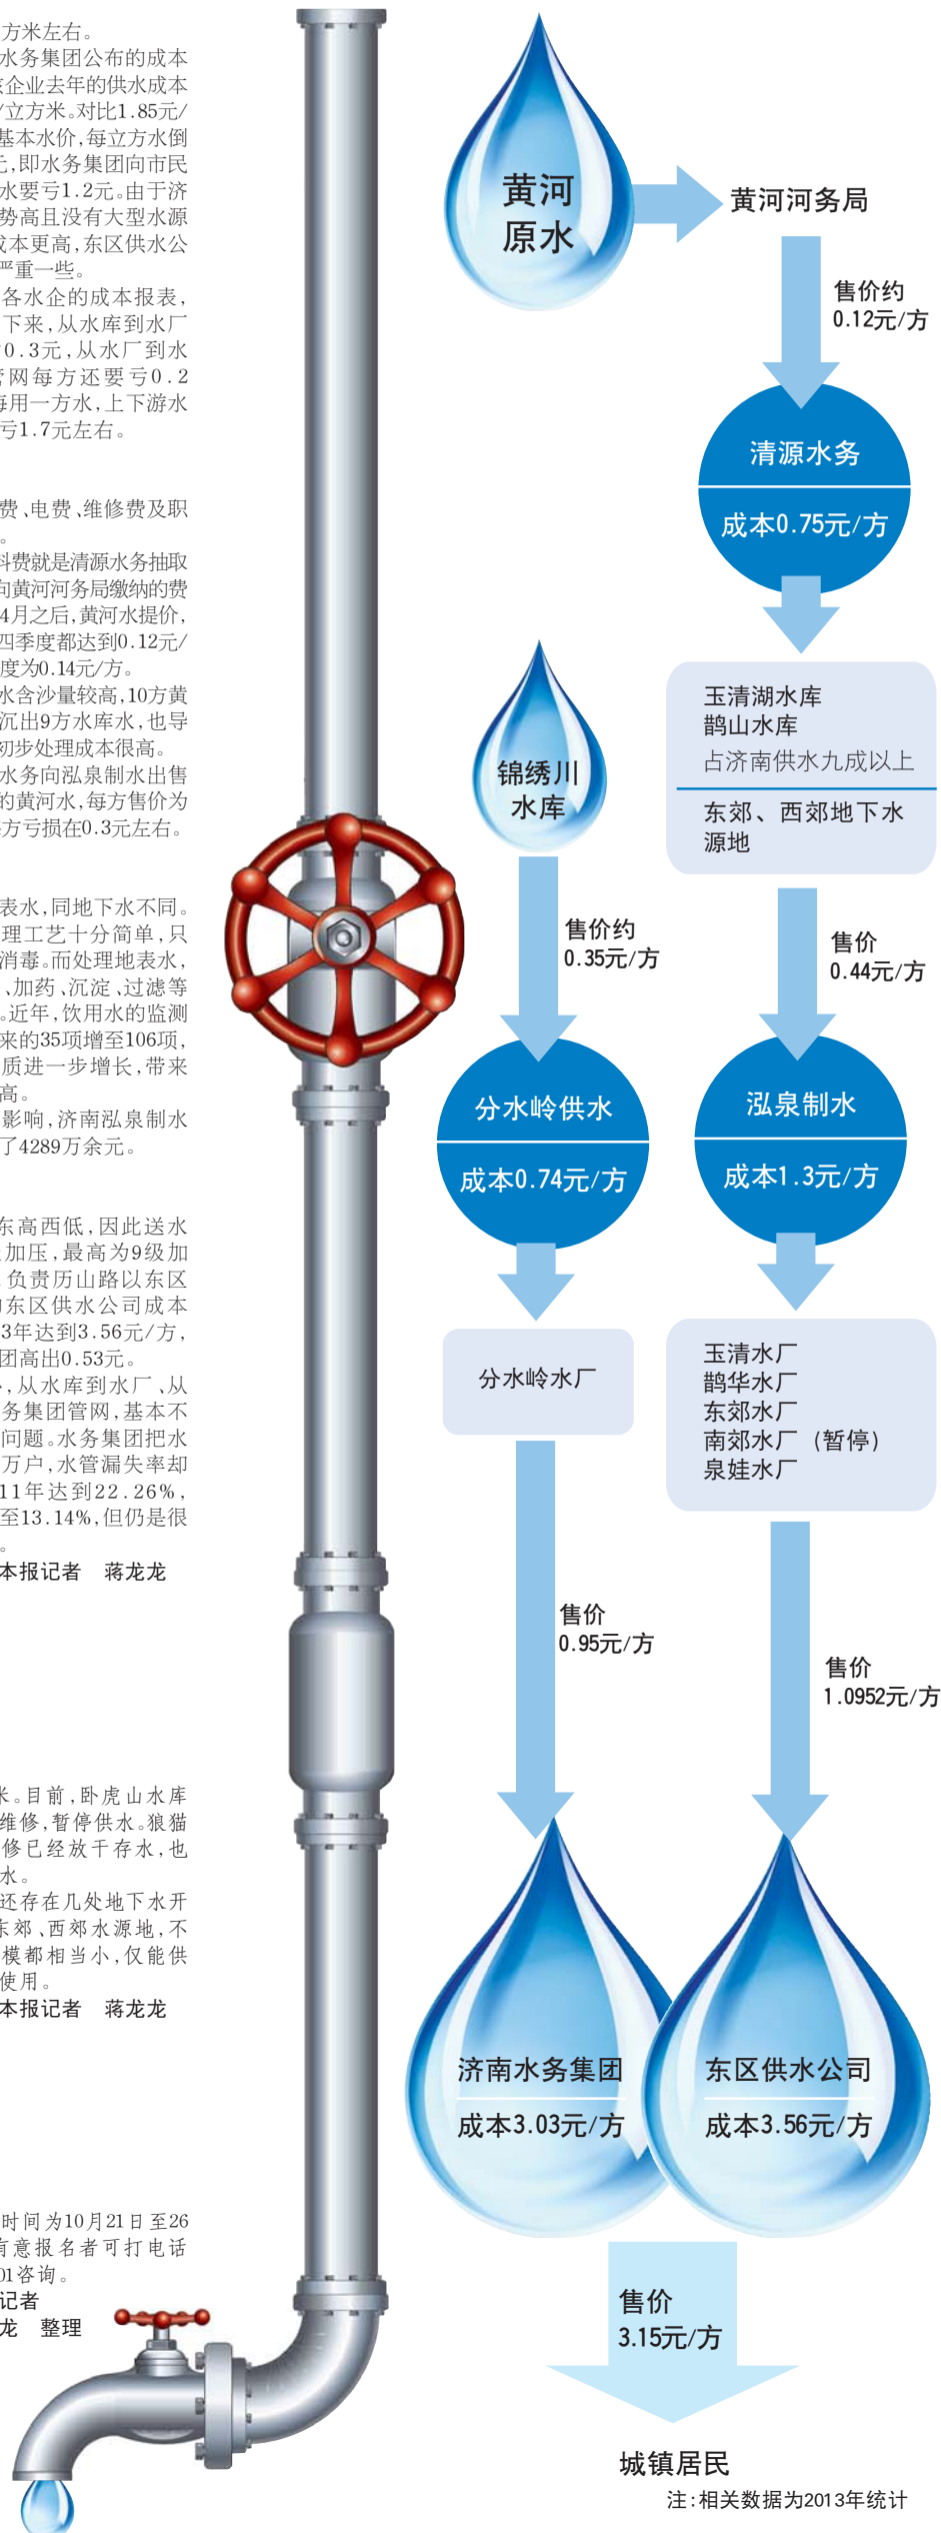 方米左右。
水务集团公布的成本
该企业去年的供水成本
/立方米。对比1.85元/
基本水价，每立方水倒
元，即水务集团向市民
水要亏1.2元。由于济
势高且没有大型水源
成本更高，东区供水公
严重一些。
各水企的成本报表，
下来，从水库到水厂
0.3元，从水厂到水
管网每方还要亏0.2
每用一方水，上下游水
亏1.7元左右。
费、电费、维修费及职
。
料费就是清源水务抽取
向黄河河务局缴纳的费
4月之后，黄河水提价，
四季度都达到0.12元/
度为0.14元/方。
水含沙量较高，10方黄
沉出9方水库水，也导
初步处理成本很高。
水务向泓泉制水出售
的黄河水，每方售价为
每方亏损在0.3元左右。
表水，同地下水不同。
理工艺十分简单，只
消毒。而处理地表水，
、加药、沉淀、过滤等
。近年，饮用水的监测
来的35项增至106项，
质进一步增长，带来
高。
影响，济南泓泉制水
了4289万余元。
东高西低，因此送水
加压，最高为9级加
负责历山路以东区
的东区供水公司成本
3年达到3.56元/方，
团高出0.53元。
，从水库到水厂、从
务集团管网，基本不
问题。水务集团把水
万户，水管漏失率却
11年达到22.26%，
至13.14%，但仍是很
。
本报记者 蒋龙龙
米。目前，卧虎山水库
维修，暂停供水。狼猫
修已经放干存水，也
水。
还存在几处地下水开
东郊、西郊水源地，不
模都相当小，仅能供
使用。
本报记者 蒋龙龙
时间为10月21日至26
有意报名者可打电话
01咨询。
记者
龙 整理
黄河
原水
黄河河务局
售价约
0.12元/方
清源水务
成本0.75元/方
玉清湖水库
鹊山水库
占济南供水九成以上
东郊、西郊地下水
源地
锦绣川
水库
售价约
0.35元/方
售价
0.44元/方
分水岭供水
成本0.74元/方
泓泉制水
成本1.3元/方
分水岭水厂
玉清水厂
鹊华水厂
东郊水厂
南郊水厂（暂停）
泉娃水厂
售价
0.95元/方
售价
1.0952元/方
济南水务集团
成本3.03元/方
东区供水公司
成本3.56元/方
售价
3.15元/方
城镇居民
注：相关数据为2013年统计